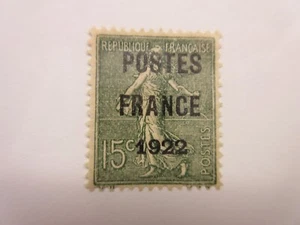 REPUBLIQUE FRANÇAISE
POSTES
FRANCE
1922
15c
POSTES